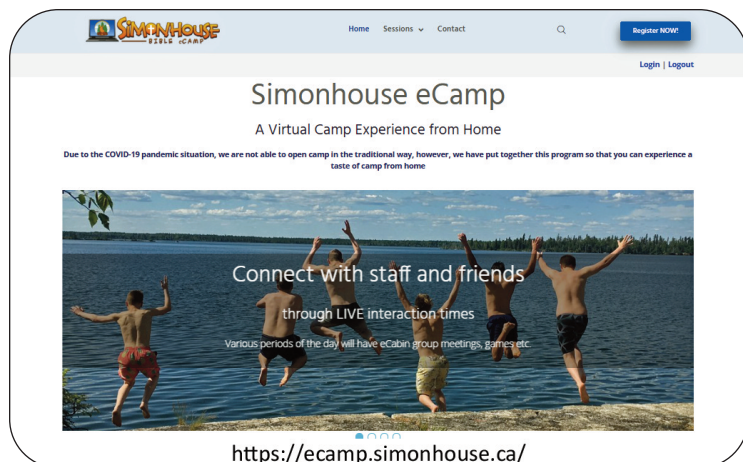 SIMONHOUSE
BIBLE eCAMP
Home Sessions Contact
Register NOW!
Login | Logout
Simonhouse eCamp
A Virtual Camp Experience from Home
Due to the COVID-19 pandemic situation, we are not able to open camp in the traditional way, however, we have put together this program so that you can experience a
taste of camp from home
Connect with staff and friends
through LIVE interaction times
Various periods of the day will have eCabin group meetings, games etc
https://ecamp.simonhouse.ca/